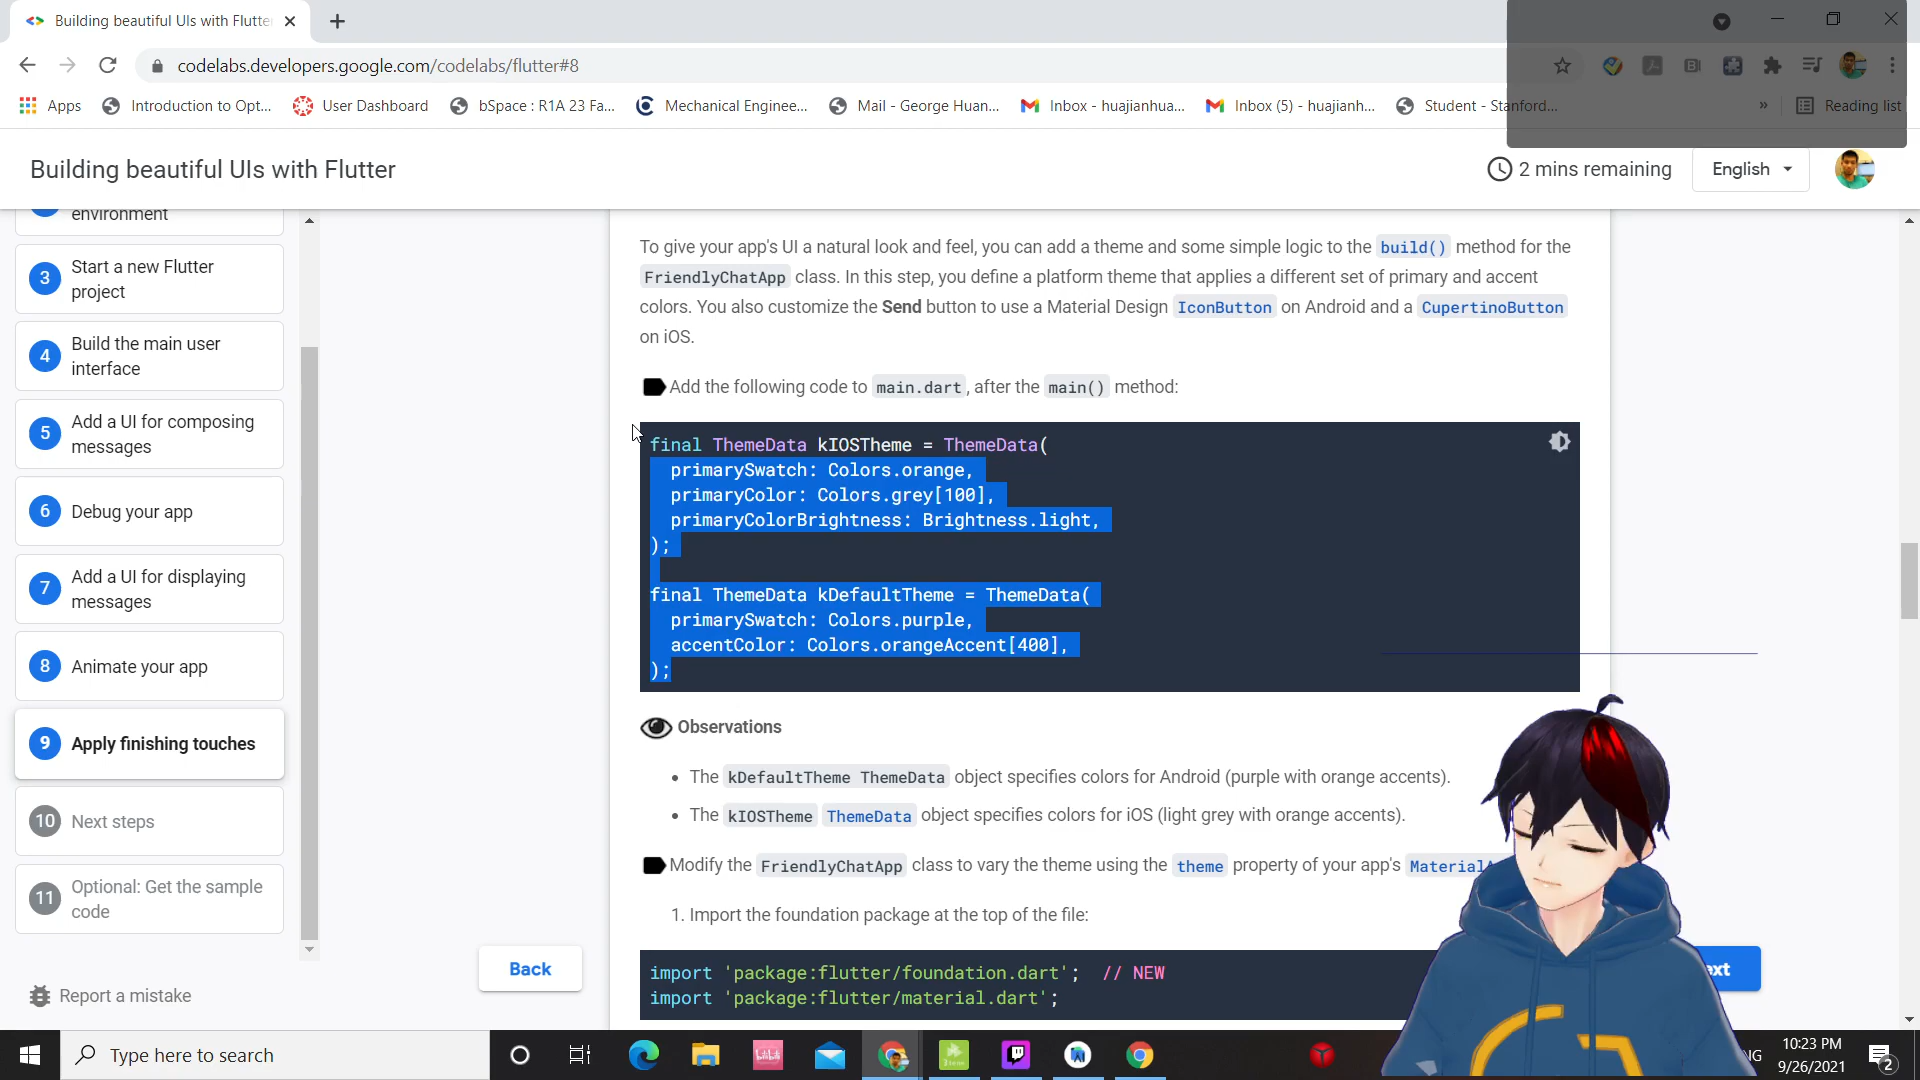 Building beautiful UIs with Flutte
codelabs.developers.google.com/codelabs/flutter#8
Apps
Introduction to Opt...
User Dashboard
bSpace : R1A 23 Fa...
Mechanical Enginee...
Mail - George Huan...
Inbox - huajianhua...
Inbox (5) - huajianh...
Student - Stanford...
»
Reading list
Building beautiful UIs with Flutter
2 mins remaining
English
environment
3
Start a new Flutter
project
4
Build the main user
interface
5
Add a UI for composing
messages
6
Debug your app
7
Add a UI for displaying
messages
8
Animate your app
9
Apply finishing touches
10
Next steps
11
Optional: Get the sample
code
Report a mistake
To give your app's UI a natural look and feel, you can add a theme and some simple logic to the build() method for the
FriendlyChatApp class. In this step, you define a platform theme that applies a different set of primary and accent
colors. You also customize the Send button to use a Material Design IconButton on Android and a CupertinoButton
on iOS.
Add the following code to main.dart, after the main() method:
final ThemeData kIOSTheme = ThemeData(
primarySwatch: Colors.orange,
primaryColor: Colors.grey[100],
primaryColorBrightness: Brightness.light,
);
final ThemeData kDefaultTheme = ThemeData(
primarySwatch: Colors.purple,
accentColor: Colors.orangeAccent[400],
);
Observations
• The kDefaultTheme ThemeData object specifies colors for Android (purple with orange accents).
• The kIOSTheme ThemeData object specifies colors for iOS (light grey with orange accents).
Modify the FriendlyChatApp class to vary the theme using the theme property of your app's Material
1. Import the foundation package at the top of the file:
import 'package:flutter/foundation.dart'; // NEW
import 'package:flutter/material.dart';
Back
ext
Type here to search
NG
10:23 PM
9/26/2021
2